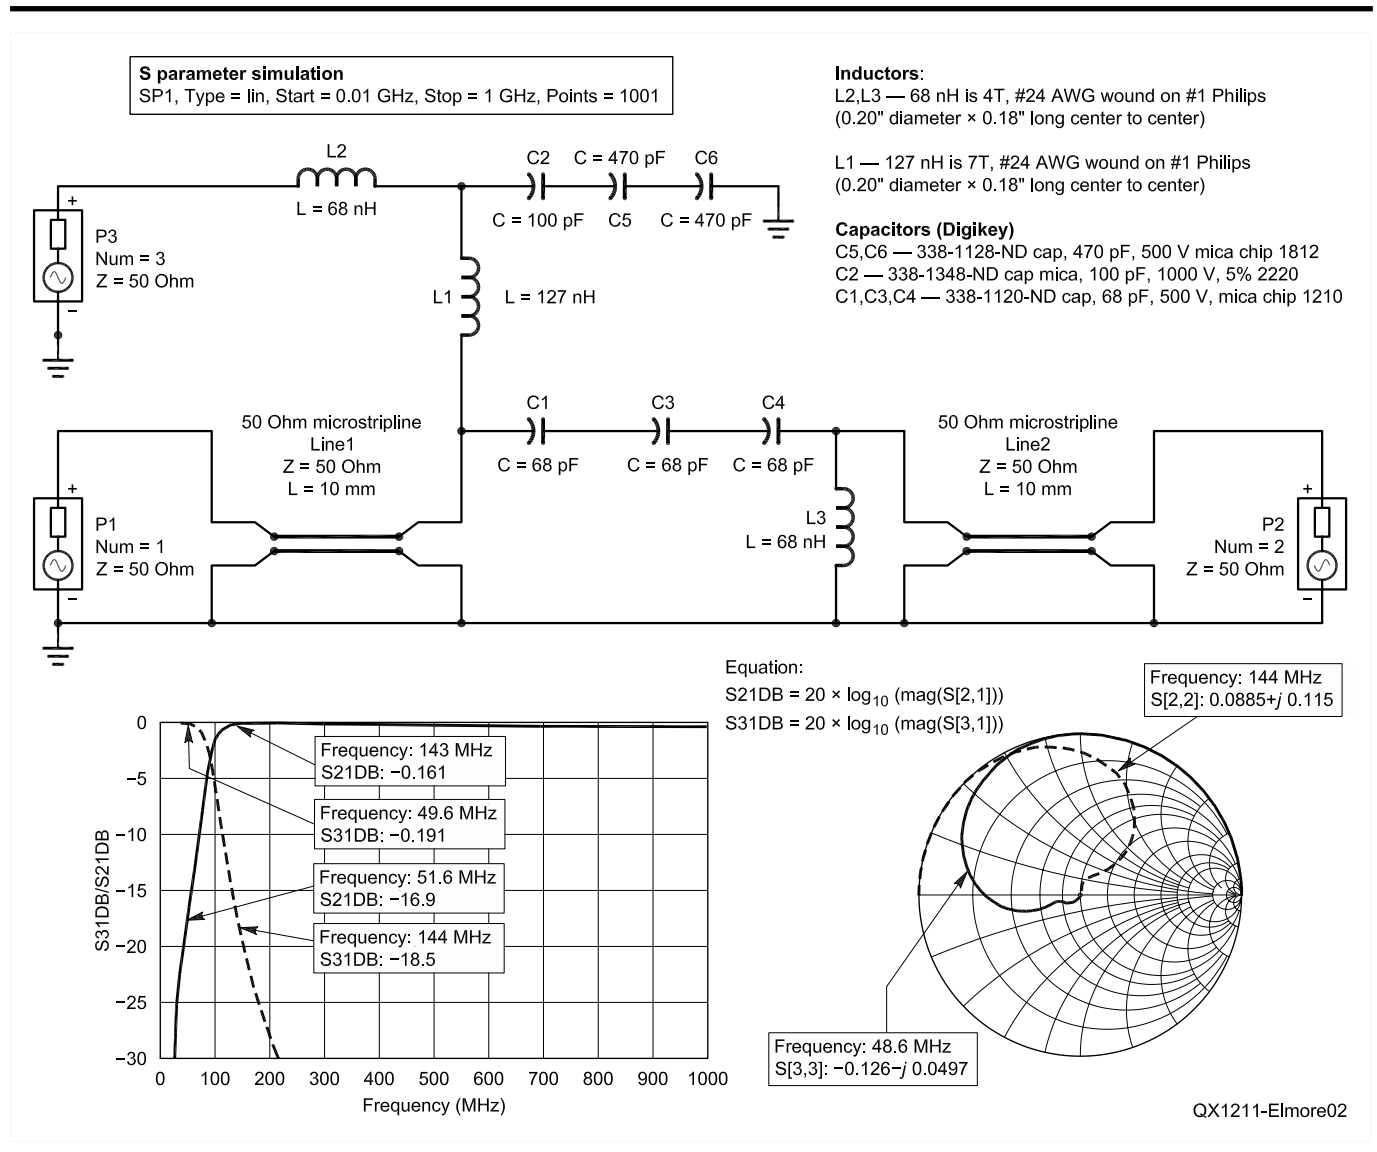 S parameter simulation
SP1, Type = lin, Start = 0.01 GHz, Stop = 1 GHz, Points = 1001
Inductors:
L2,L3 — 68 nH is 4T, #24 AWG wound on #1 Philips
(0.20" diameter × 0.18" long center to center)
L1 — 127 nH is 7T, #24 AWG wound on #1 Philips
(0.20" diameter × 0.18" long center to center)
Capacitors (Digikey)
C5,C6 — 338-1128-ND cap, 470 pF, 500 V mica chip 1812
C2 — 338-1348-ND cap mica, 100 pF, 1000 V, 5% 2220
C1,C3,C4 — 338-1120-ND cap, 68 pF, 500 V, mica chip 1210
L2
L = 68 nH
C2
C = 470 pF
C6
C = 100 pF
C5
C = 470 pF
+
P3
Num = 3
Z = 50 Ohm
−
L1
L = 127 nH
50 Ohm microstripline
Line1
Z = 50 Ohm
L = 10 mm
C1
C3
C4
C = 68 pF
C = 68 pF
C = 68 pF
50 Ohm microstripline
Line2
Z = 50 Ohm
L = 10 mm
+
P1
Num = 1
Z = 50 Ohm
−
L3
L = 68 nH
+
P2
Num = 2
Z = 50 Ohm
−
Equation:
S21DB = 20 × log10 (mag(S[2,1]))
S31DB = 20 × log10 (mag(S[3,1]))
Frequency: 144 MHz
S[2,2]: 0.0885+j 0.115
Frequency: 48.6 MHz
S[3,3]: −0.126−j 0.0497
S31DB/S21DB
0
−5
−10
−15
−20
−25
−30
Frequency: 143 MHz
S21DB: −0.161
Frequency: 49.6 MHz
S31DB: −0.191
Frequency: 51.6 MHz
S21DB: −16.9
Frequency: 144 MHz
S31DB: −18.5
0 100 200 300 400 500 600 700 800 900 1000
Frequency (MHz)
QX1211-Elmore02